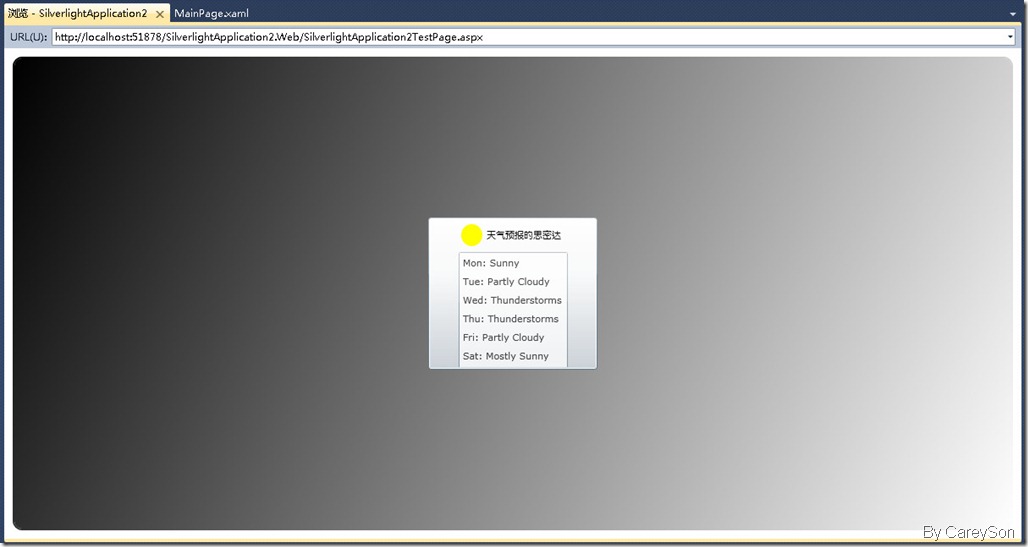 浏览 - SilverlightApplication2
MainPage.xaml
URL(U): http://localhost:51878/SilverlightApplication2.Web/SilverlightApplication2TestPage.aspx
天气预报的思密达
Mon: Sunny
Tue: Partly Cloudy
Wed: Thunderstorms
Thu: Thunderstorms
Fri: Partly Cloudy
Sat: Mostly Sunny
By CareySon